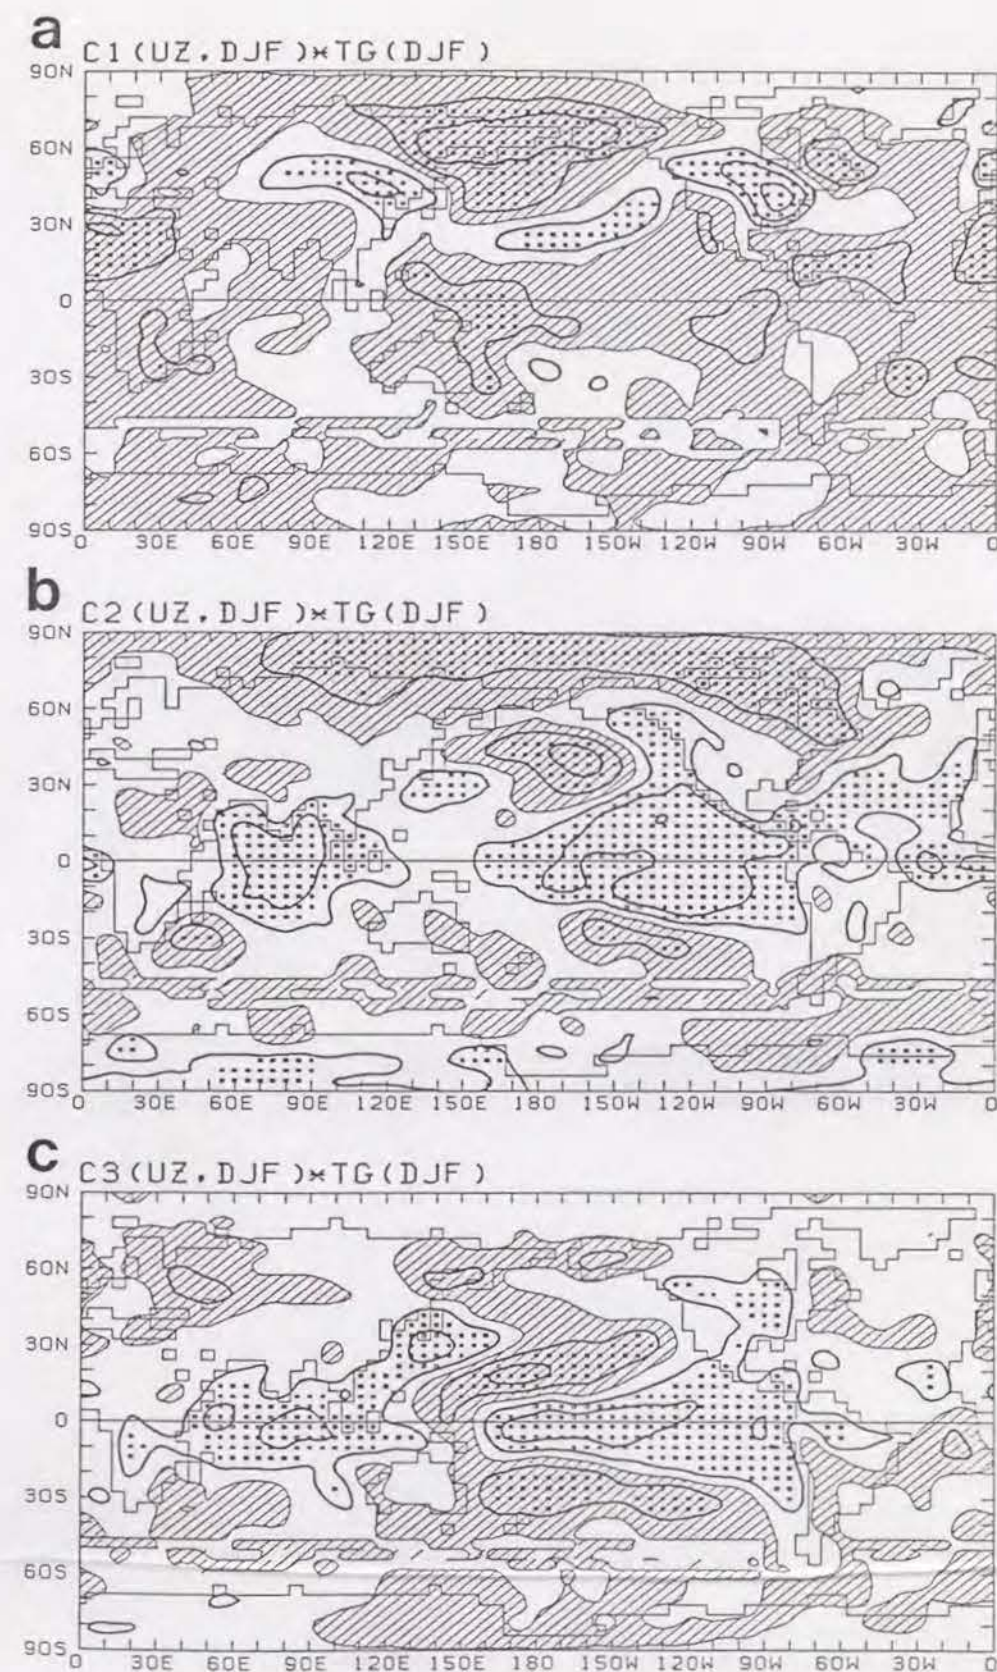 a
C1(UZ,DJF)*TG(DJF)
90N
60N
30N
0
30S
60S
90S
0 30E 60E 90E 120E 150E 180 150W 120W 90W 60W 30W 0
b
C2(UZ,DJF)*TG(DJF)
90N
60N
30N
0
30S
60S
90S
0 30E 60E 90E 120E 150E 180 150W 120W 90W 60W 30W 0
c
C3(UZ,DJF)*TG(DJF)
90N
60N
30N
0
30S
60S
90S
0 30E 60E 90E 120E 150E 180 150W 120W 90W 60W 30W 0